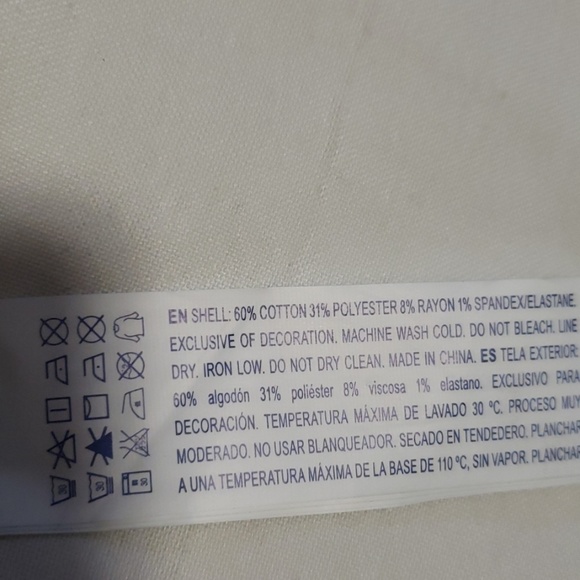 EN SHELL: 60% COTTON 31% POLYESTER 8% RAYON 1% SPANDEX/ELASTANE.
EXCLUSIVE OF DECORATION. MACHINE WASH COLD. DO NOT BLEACH. LINE
DRY. IRON LOW. DO NOT DRY CLEAN. MADE IN CHINA. ES TELA EXTERIOR:
60% algodón 31% poliéster 8% viscosa 1% elastano. EXCLUSIVO PARA
DECORACIÓN. TEMPERATURA MÁXIMA DE LAVADO 30 ºC. PROCESO MUY
MODERADO. NO USAR BLANQUEADOR. SECADO EN TENDEDERO. PLANCHAR
A UNA TEMPERATURA MÁXIMA DE LA BASE DE 110 ºC, SIN VAPOR. PLANCHAR